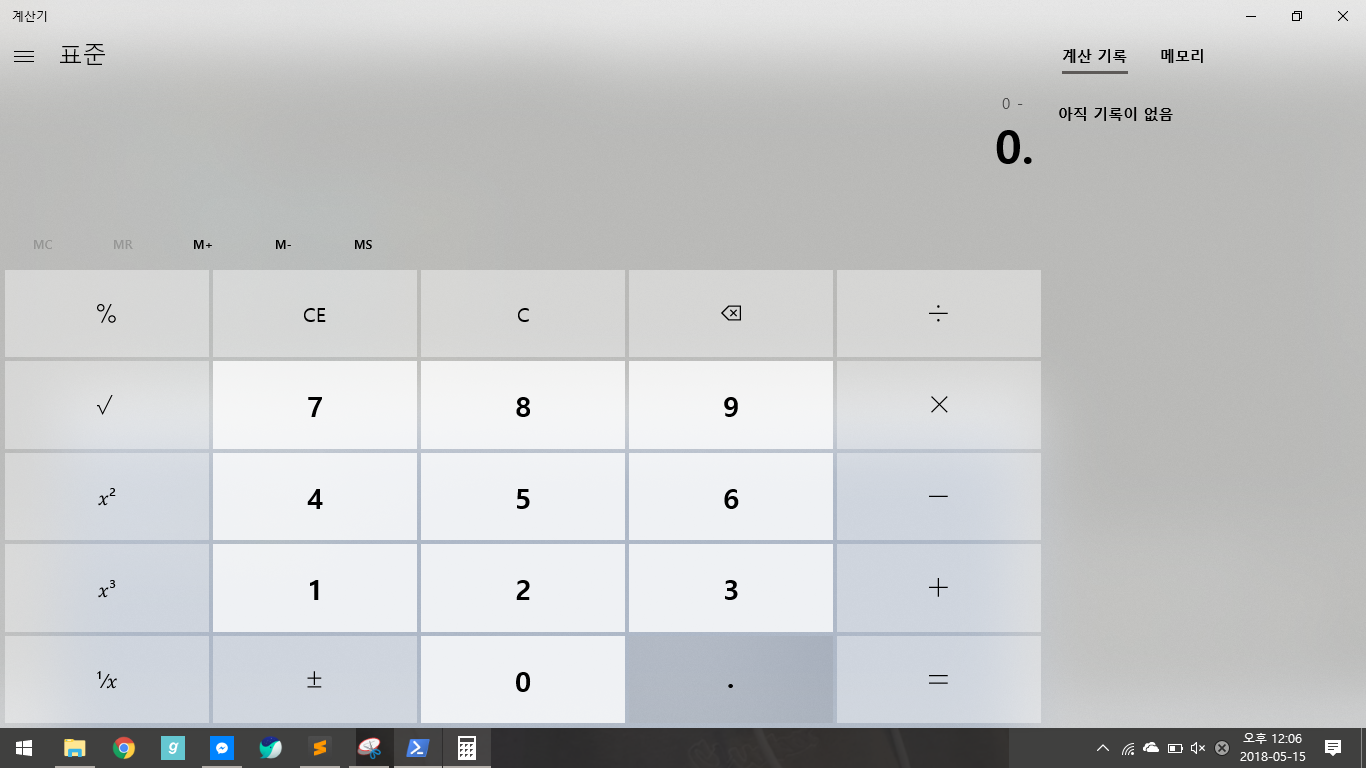 계산기
표준
계산 기록 메모리
0 -
아직 기록이 없음
0.
MC MR M+ M- MS
% CE C ÷
√ 7 8 9 ×
x² 4 5 6 −
x³ 1 2 3 +
¹/x ± 0 . =
오후 12:06
2018-05-15